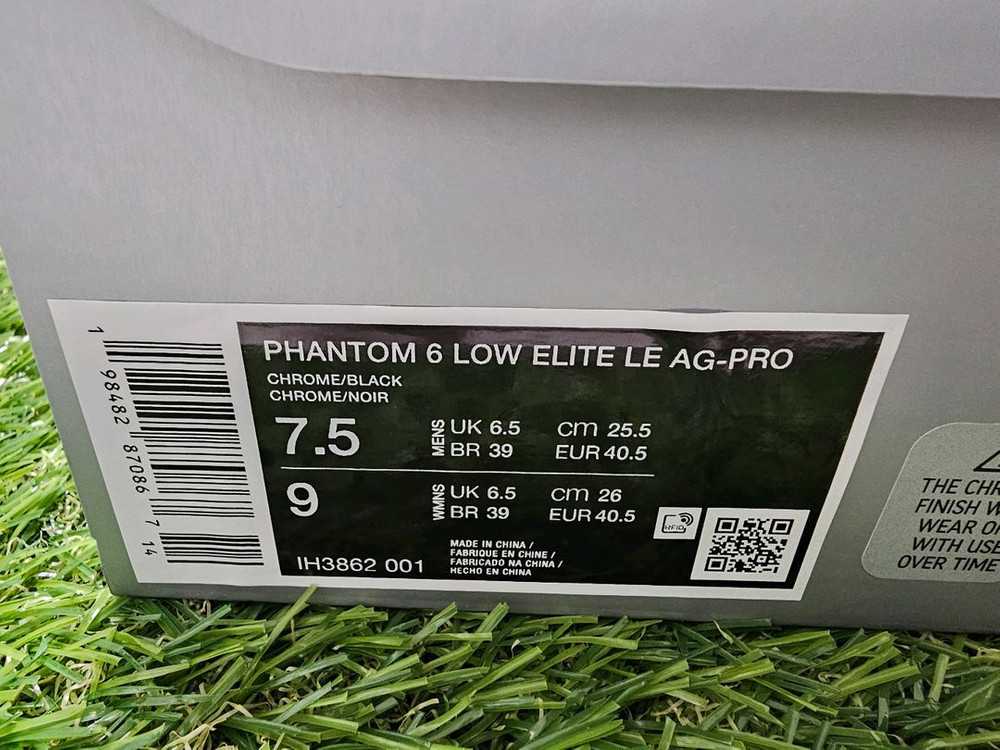 1 98482 87086 7 14
PHANTOM 6 LOW ELITE LE AG-PRO
CHROME/BLACK
CHROME/NOIR
7.5 MENS UK 6.5 cm 25.5
BR 39 EUR 40.5
9 WMNS UK 6.5 cm 26
BR 39 EUR 40.5
RFID
IH3862 001
MADE IN CHINA /
FABRIQUE EN CHINE /
FABRICADO NA CHINA /
HECHO EN CHINA
THE CHR
FINISH W
WEAR O
WITH USE
OVER TIME